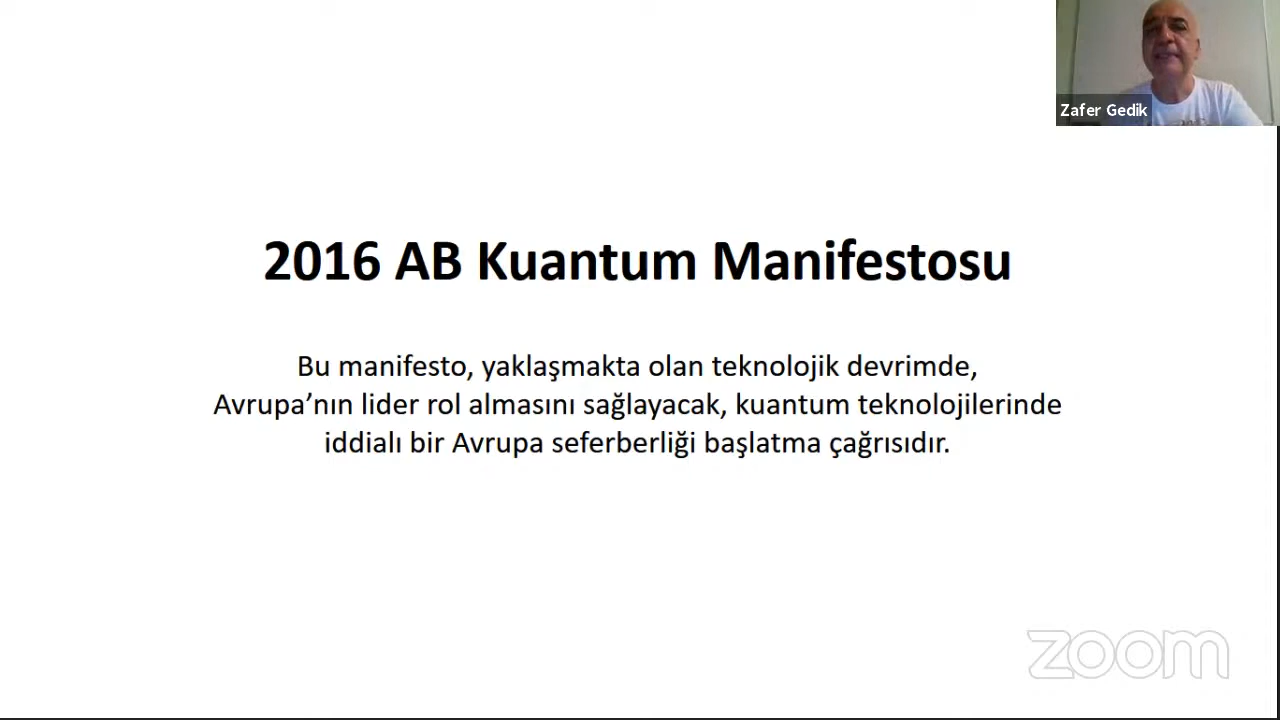 Zafer Gedik
2016 AB Kuantum Manifestosu
Bu manifesto, yaklaşmakta olan teknolojik devrimde,
Avrupa’nın lider rol almasını sağlayacak, kuantum teknolojilerinde
iddialı bir Avrupa seferberliği başlatma çağrısıdır.
zoom